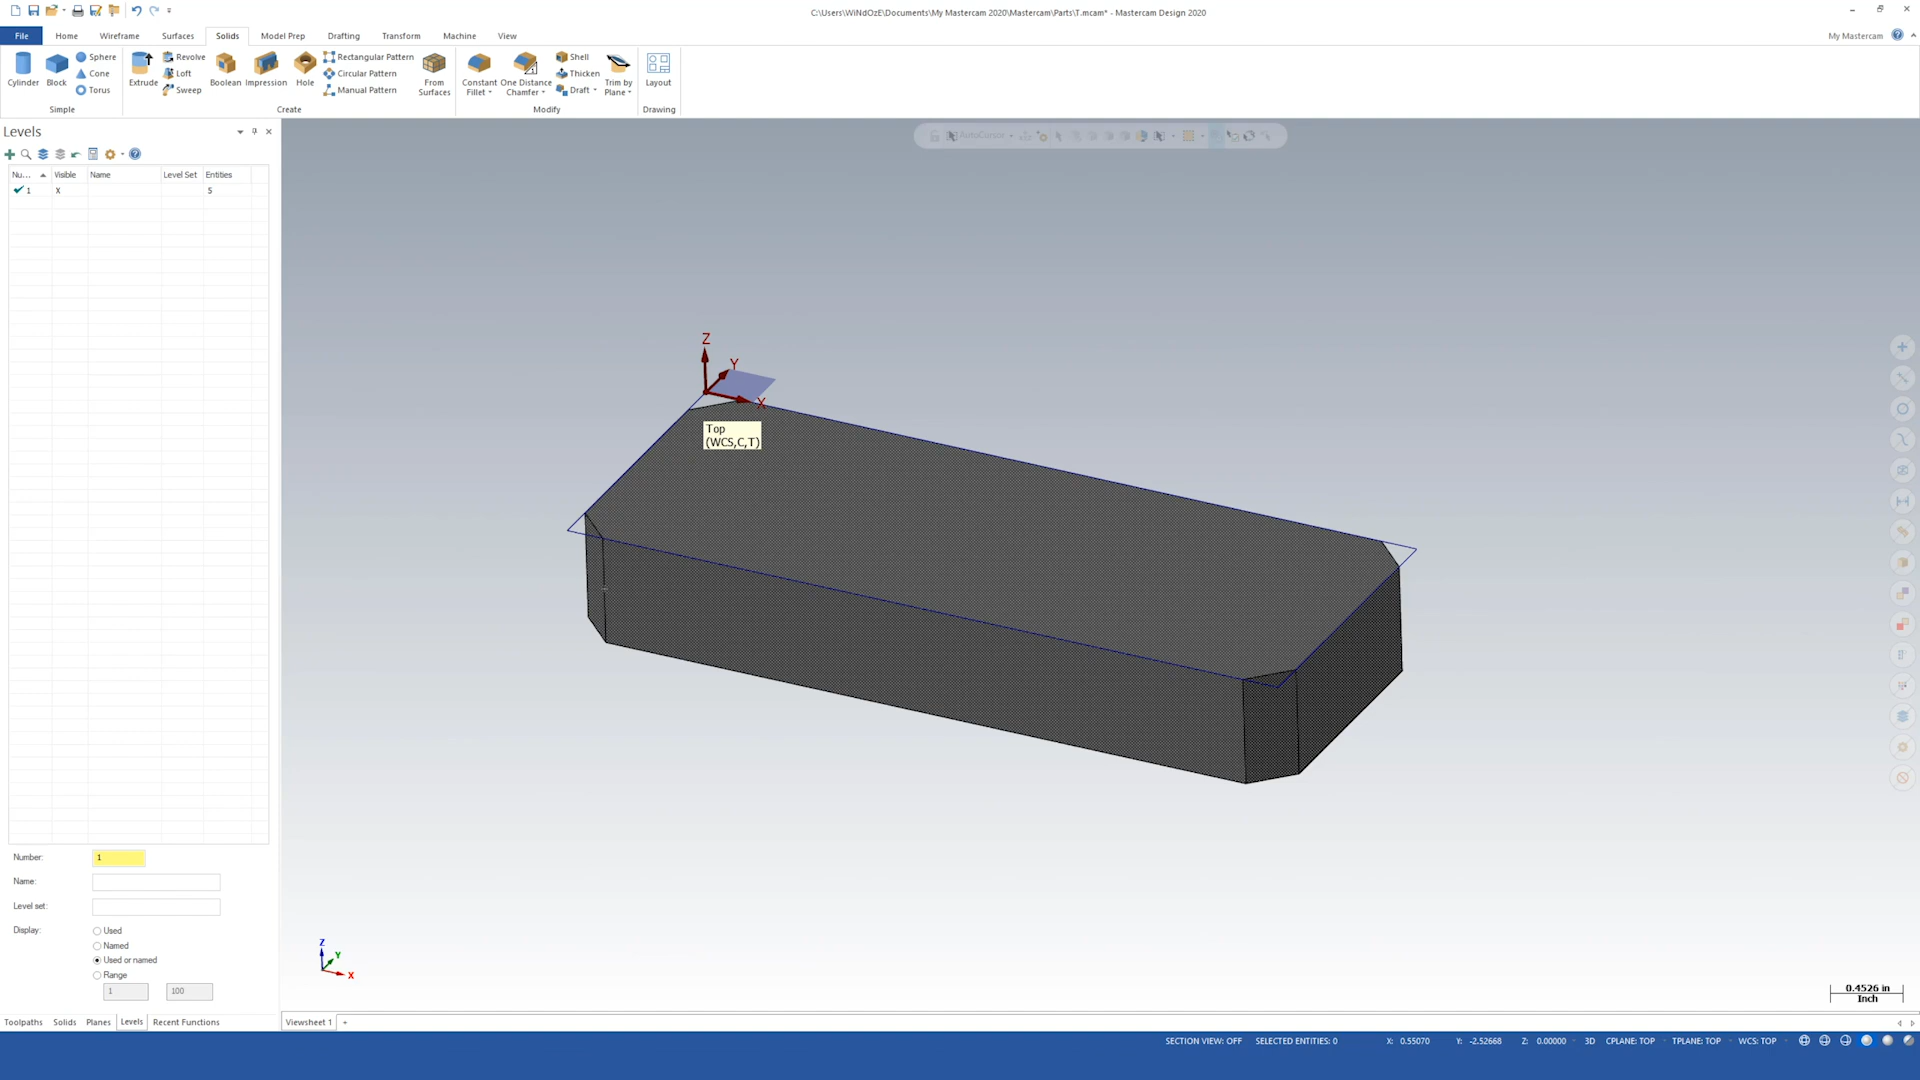 C:\Users\WiNdOzE\Documents\My Mastercam 2020\Mastercam\Parts\T.mcam* - Mastercam Design 2020
File Home Wireframe Surfaces Solids Model Prep Drafting Transform Machine View My Mastercam
Cylinder Block Sphere Cone Torus
Simple
Extrude Revolve Loft Sweep Boolean Impression Hole Rectangular Pattern Circular Pattern Manual Pattern From Surfaces
Create
Constant Fillet One Distance Chamfer Shell Thicken Draft Trim by Plane
Modify
Layout
Drawing
Levels
AutoCursor
Nu... Visible Name Level Set Entities
1 X 5
Z
Y
X
Top
(WCS,C,T)
Number: 1
Name:
Level set:
Display: Used
Named
Used or named
Range
1 100
Z
Y
X
0.4526 in
Inch
Toolpaths Solids Planes Levels Recent Functions
Viewsheet 1 +
SECTION VIEW: OFF SELECTED ENTITIES: 0 X: 0.55070 Y: -2.52668 Z: 0.00000 3D CPLANE: TOP TPLANE: TOP WCS: TOP